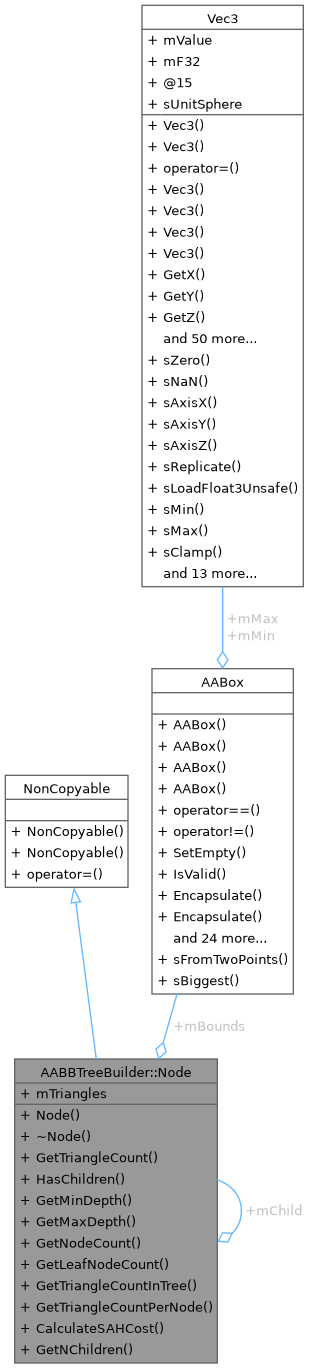 Vec3
+ mValue
+ mF32
+ @15
+ sUnitSphere
+ Vec3()
+ Vec3()
+ operator=()
+ Vec3()
+ Vec3()
+ Vec3()
+ Vec3()
+ GetX()
+ GetY()
+ GetZ()
and 50 more...
+ sZero()
+ sNaN()
+ sAxisX()
+ sAxisY()
+ sAxisZ()
+ sReplicate()
+ sLoadFloat3Unsafe()
+ sMin()
+ sMax()
+ sClamp()
and 13 more...
+mMax
+mMin
AABox
+ AABox()
+ AABox()
+ AABox()
+ AABox()
+ operator==()
+ operator!=()
+ SetEmpty()
+ IsValid()
+ Encapsulate()
+ Encapsulate()
and 24 more...
+ sFromTwoPoints()
+ sBiggest()
NonCopyable
+ NonCopyable()
+ NonCopyable()
+ operator=()
+mBounds
AABBTreeBuilder::Node
+ mTriangles
+ Node()
+ ~Node()
+ GetTriangleCount()
+ HasChildren()
+ GetMinDepth()
+ GetMaxDepth()
+ GetNodeCount()
+ GetLeafNodeCount()
+ GetTriangleCountInTree()
+ GetTriangleCountPerNode()
+ CalculateSAHCost()
+ GetNChildren()
+mChild